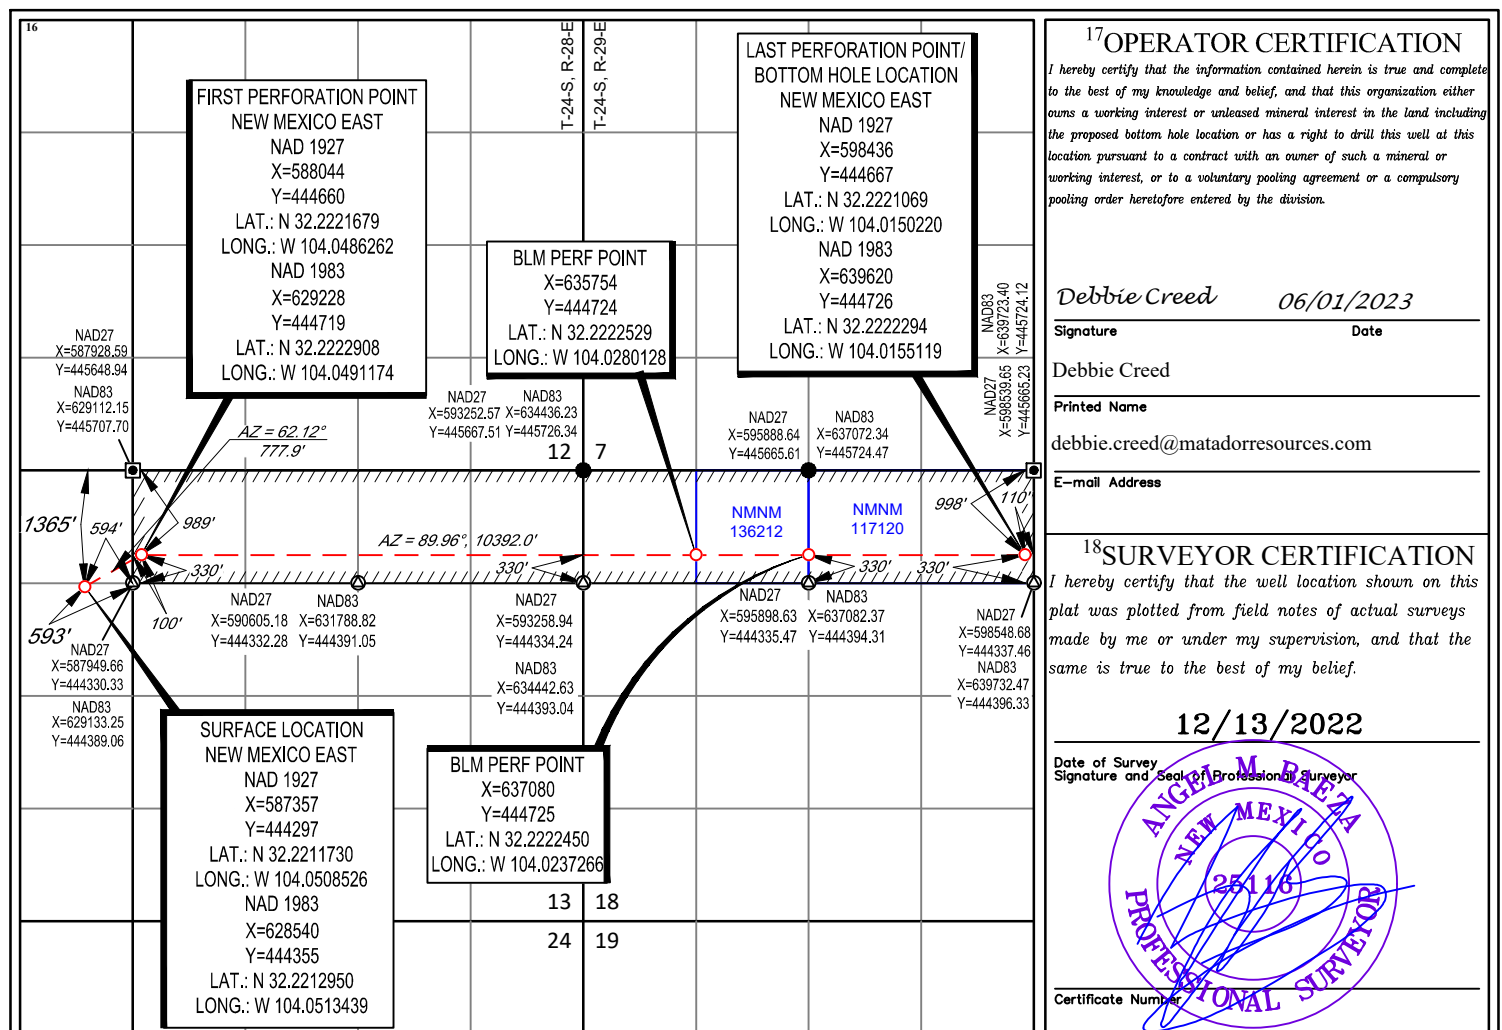 16
T-24-S, R-28-E
T-24-S, R-29-E
FIRST PERFORATION POINT
NEW MEXICO EAST
NAD 1927
X=588044
Y=444660
LAT.: N 32.2221679
LONG.: W 104.0486262
NAD 1983
X=629228
Y=444719
LAT.: N 32.2222908
LONG.: W 104.0491174
BLM PERF POINT
X=635754
Y=444724
LAT.: N 32.2222529
LONG.: W 104.0280128
LAST PERFORATION POINT/
BOTTOM HOLE LOCATION
NEW MEXICO EAST
NAD 1927
X=598436
Y=444667
LAT.: N 32.2221069
LONG.: W 104.0150220
NAD 1983
X=639620
Y=444726
LAT.: N 32.2222294
LONG.: W 104.0155119
NAD83
X=639723.40
Y=445724.12
NAD27
X=598539.65
Y=445665.23
NAD27
X=587928.59
Y=445648.94
NAD83
X=629112.15
Y=445707.70
AZ = 62.12°
777.9'
NAD27
X=593252.57
Y=445667.51
NAD83
X=634436.23
Y=445726.34
NAD27
X=595888.64
Y=445665.61
NAD83
X=637072.34
Y=445724.47
12 7
1365'
594'
989'
AZ = 89.96°, 10392.0'
NMNM
136212
NMNM
117120
998'
110'
330'
330'
330'
330'
593'
100'
NAD27
X=587949.66
Y=444330.33
NAD83
X=629133.25
Y=444389.06
NAD27
X=590605.18
Y=444332.28
NAD83
X=631788.82
Y=444391.05
NAD27
X=593258.94
Y=444334.24
NAD83
X=634442.63
Y=444393.04
NAD27
X=595898.63
Y=444335.47
NAD83
X=637082.37
Y=444394.31
NAD27
X=598548.68
Y=444337.46
NAD83
X=639732.47
Y=444396.33
SURFACE LOCATION
NEW MEXICO EAST
NAD 1927
X=587357
Y=444297
LAT.: N 32.2211730
LONG.: W 104.0508526
NAD 1983
X=628540
Y=444355
LAT.: N 32.2212950
LONG.: W 104.0513439
BLM PERF POINT
X=637080
Y=444725
LAT.: N 32.2222450
LONG.: W 104.0237266
13 18
24 19
17OPERATOR CERTIFICATION
I hereby certify that the information contained herein is true and complete
to the best of my knowledge and belief, and that this organization either
owns a working interest or unleased mineral interest in the land including
the proposed bottom hole location or has a right to drill this well at this
location pursuant to a contract with an owner of such a mineral or
working interest, or to a voluntary pooling agreement or a compulsory
pooling order heretofore entered by the division.
Debbie Creed 06/01/2023
Signature Date
Debbie Creed
Printed Name
debbie.creed@matadorresources.com
E-mail Address
18SURVEYOR CERTIFICATION
I hereby certify that the well location shown on this
plat was plotted from field notes of actual surveys
made by me or under my supervision, and that the
same is true to the best of my belief.
12/13/2022
Date of Survey
Signature and Seal of Professional Surveyor
ANGEL M. BAEZA
NEW MEXICO
25116
PROFESSIONAL SURVEYOR
Certificate Number